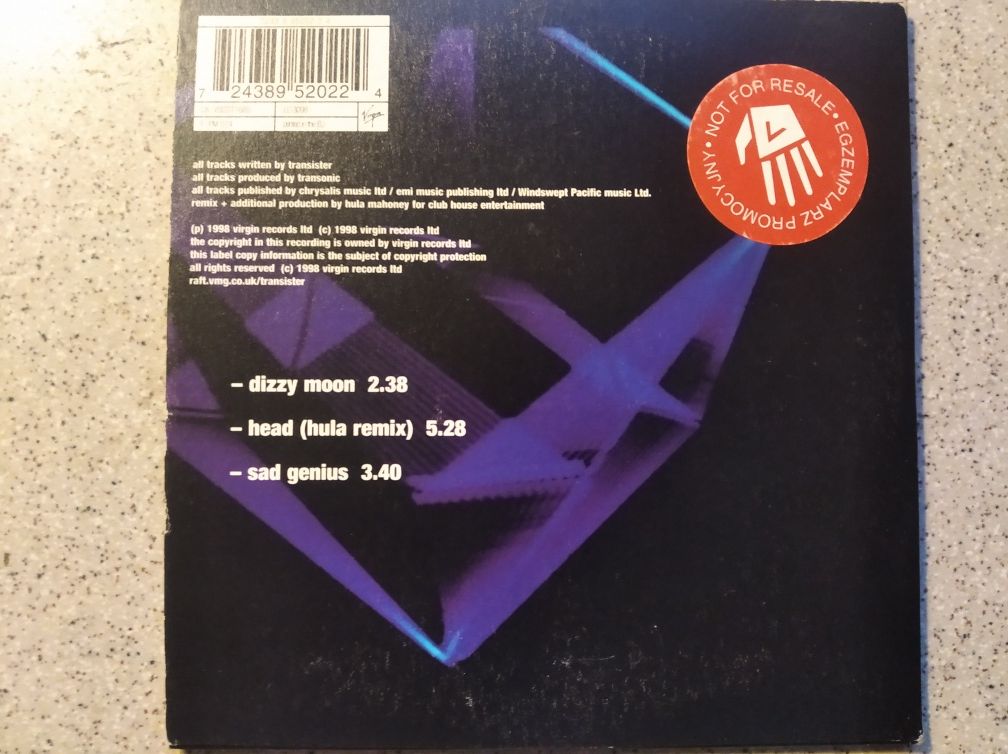 7 24389 52022 4
Virgin
all tracks written by transister
all tracks produced by transonic
all tracks published by chrysalis music ltd / emi music publishing ltd / Windswept Pacific music Ltd.
remix + additional production by hula mahoney for club house entertainment
(p) 1998 virgin records ltd (c) 1998 virgin records ltd
the copyright in this recording is owned by virgin records ltd
this label copy information is the subject of copyright protection
all rights reserved (c) 1998 virgin records ltd
raft.vmg.co.uk/transister
– dizzy moon 2.38
– head (hula remix) 5.28
– sad genius 3.40
• NOT FOR RESALE • EGZEMPLARZ PROMOCYJNY